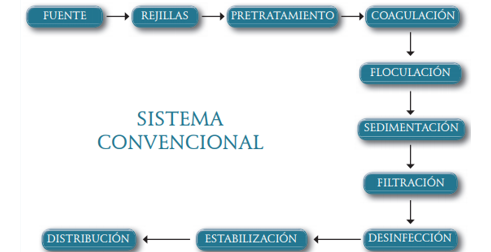 FUENTE
REJILLAS
PRETRATAMIENTO
COAGULACIÓN
FLOCULACIÓN
SEDIMENTACIÓN
FILTRACIÓN
DESINFECCIÓN
ESTABILIZACIÓN
DISTRIBUCIÓN
SISTEMA
CONVENCIONAL